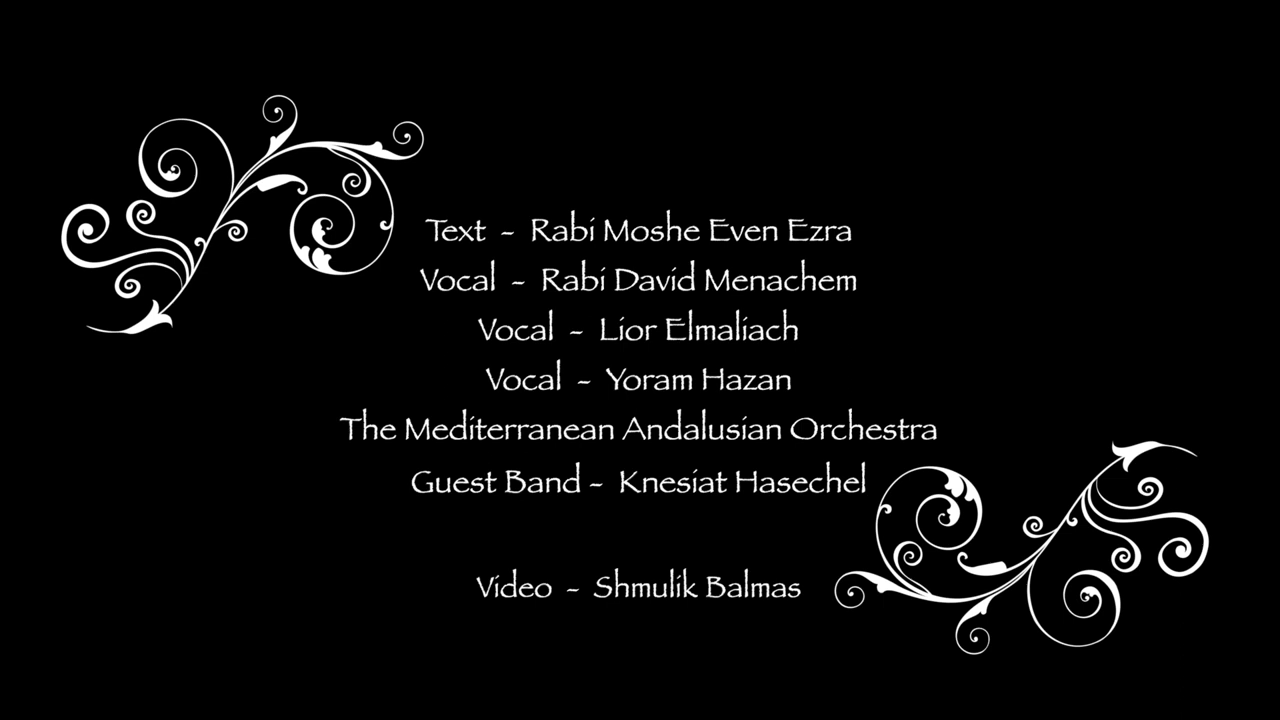 Text - Rabi Moshe Even Ezra
Vocal - Rabi David Menachem
Vocal - Lior Elmaliach
Vocal - Yoram Hazan
The Mediterranean Andalusian Orchestra
Guest Band - Knesiat Hasechel
Video - Shmulik Balmas